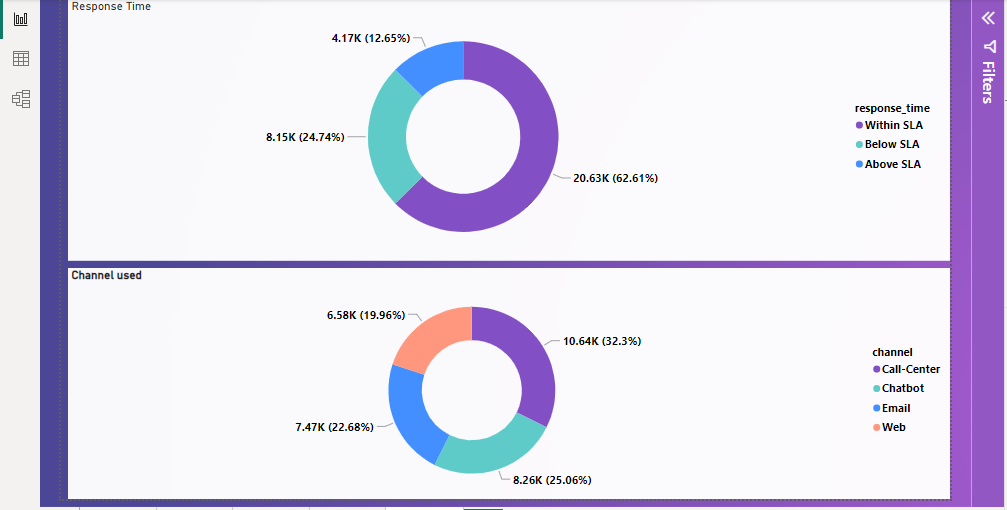 Response Time
4.17K (12.65%)
8.15K (24.74%)
20.63K (62.61%)
response_time
Within SLA
Below SLA
Above SLA
Channel used
6.58K (19.96%)
10.64K (32.3%)
7.47K (22.68%)
8.26K (25.06%)
channel
Call-Center
Chatbot
Email
Web
Filters